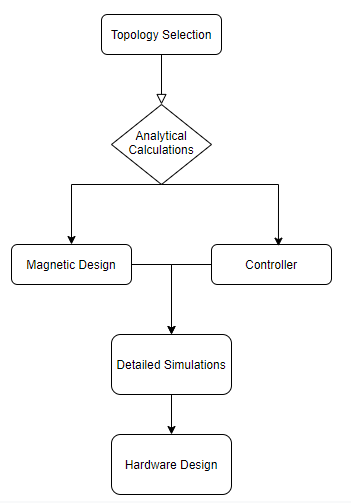 Topology Selection
Analytical
Calculations
Magnetic Design
Controller
Detailed Simulations
Hardware Design